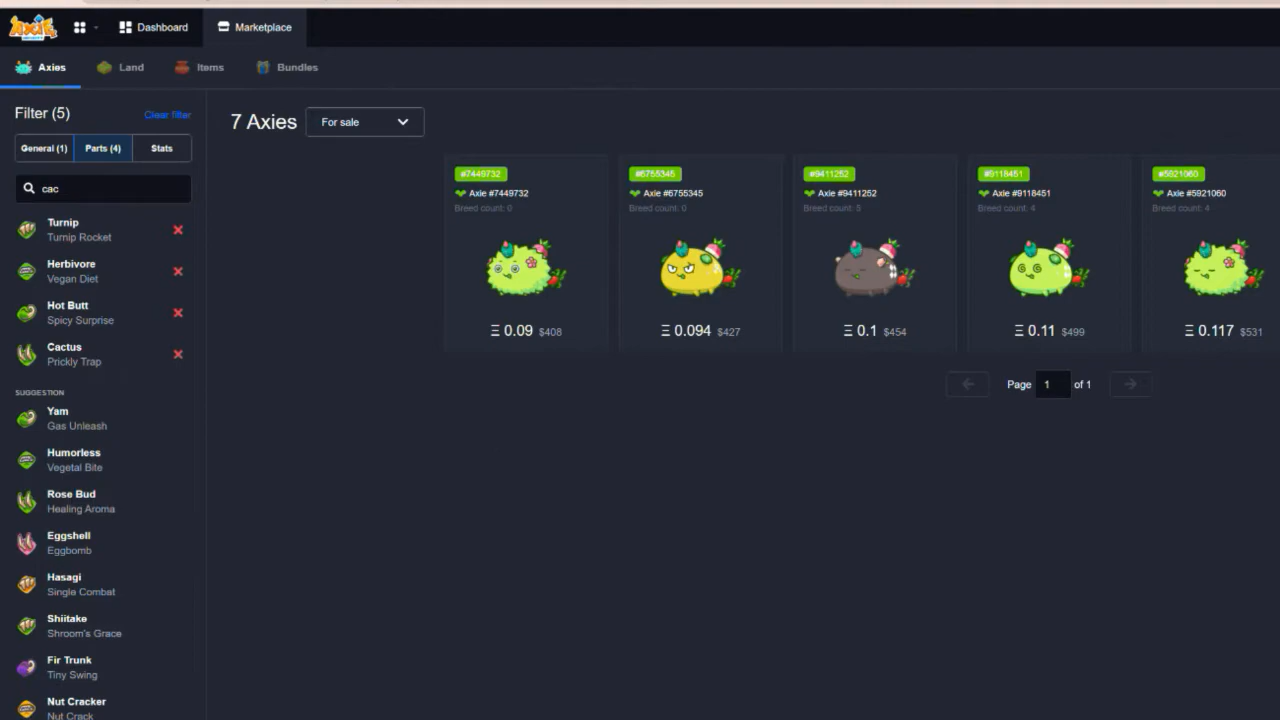 AXIE
Dashboard
Marketplace
Axies
Land
Items
Bundles
Filter (5)
Clear filter
General (1)
Parts (4)
Stats
cac
Turnip
Turnip Rocket
Herbivore
Vegan Diet
Hot Butt
Spicy Surprise
Cactus
Prickly Trap
SUGGESTION
Yam
Gas Unleash
Humorless
Vegetal Bite
Rose Bud
Healing Aroma
Eggshell
Eggbomb
Hasagi
Single Combat
Shiitake
Shroom's Grace
Fir Trunk
Tiny Swing
Nut Cracker
Nut Crack
7 Axies
For sale
#7449732
Axie #7449732
Breed count: 0
Ξ 0.09 $408
#6755345
Axie #6755345
Breed count: 0
Ξ 0.094 $427
#9411252
Axie #9411252
Breed count: 5
Ξ 0.1 $454
#9118451
Axie #9118451
Breed count: 4
Ξ 0.11 $499
#5921060
Axie #5921060
Breed count: 4
Ξ 0.117 $531
Page 1 of 1